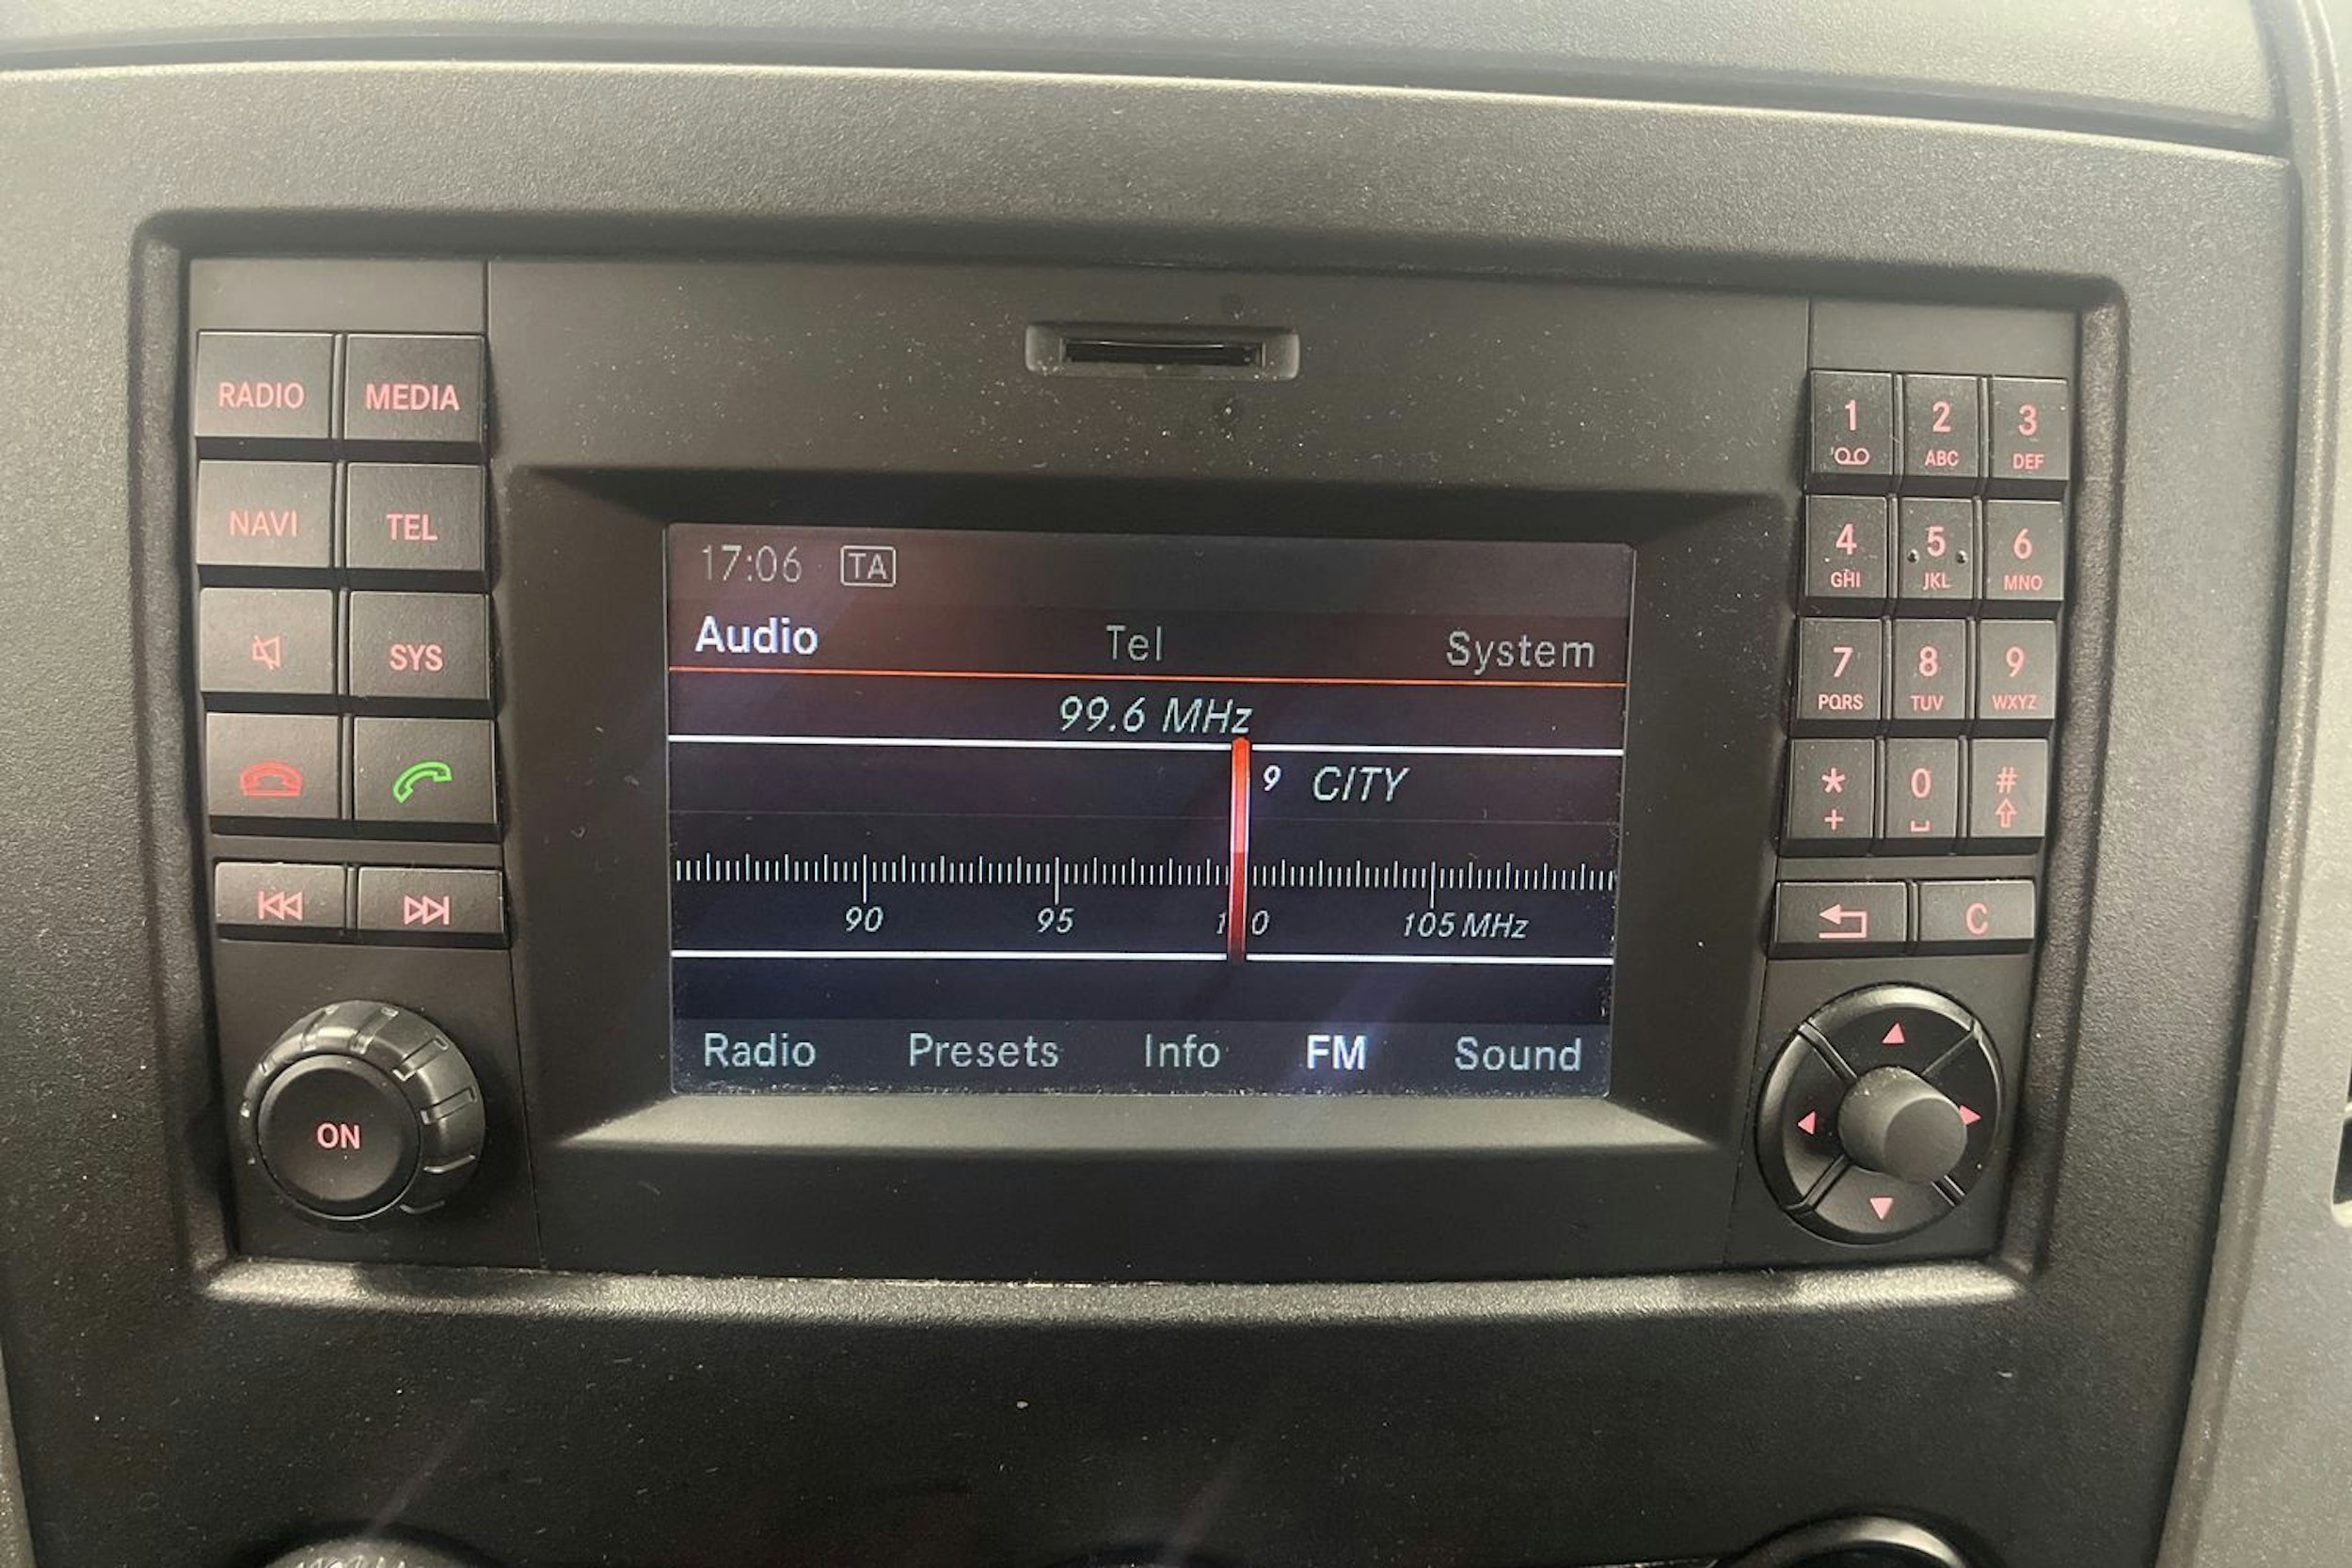 RADIO MEDIA
NAVI TEL
SYS
ON
17:06 TA
Audio Tel System
99.6 MHz
9 CITY
90 95 100 105 MHz
Radio Presets Info FM Sound
1 2 3
ABC DEF
4 5 6
GHI JKL MNO
7 8 9
PQRS TUV WXYZ
* 0 #
+
C